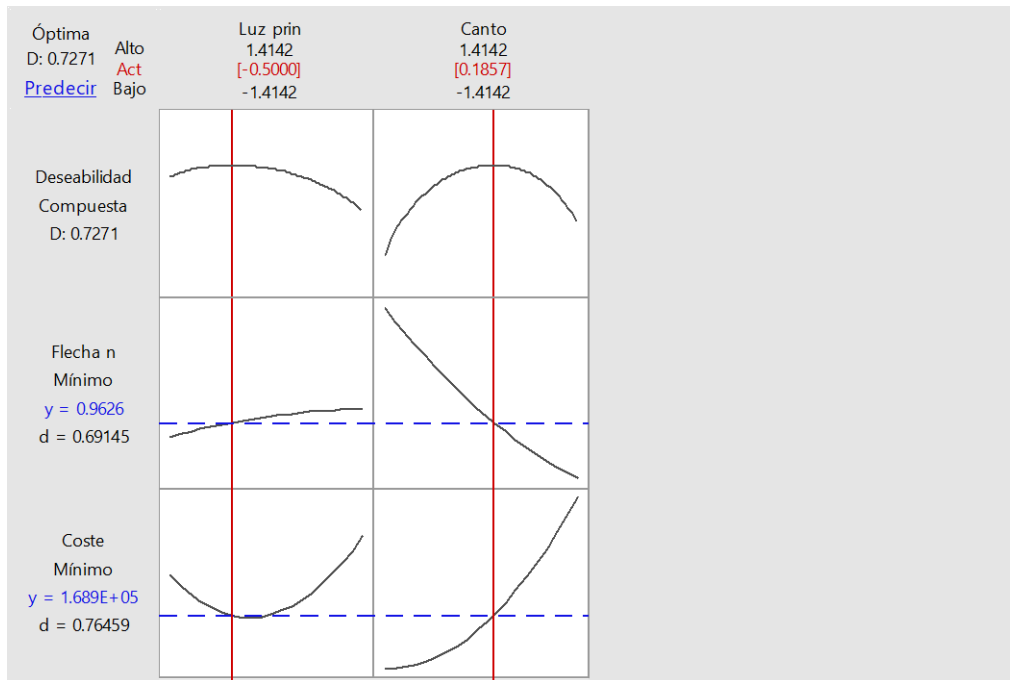 Óptima
D: 0.7271
Predecir
Alto
Act
Bajo
Luz prin
1.4142
[-0.5000]
-1.4142
Canto
1.4142
[0.1857]
-1.4142
Deseabilidad
Compuesta
D: 0.7271
Flecha n
Mínimo
y = 0.9626
d = 0.69145
Coste
Mínimo
y = 1.689E+05
d = 0.76459